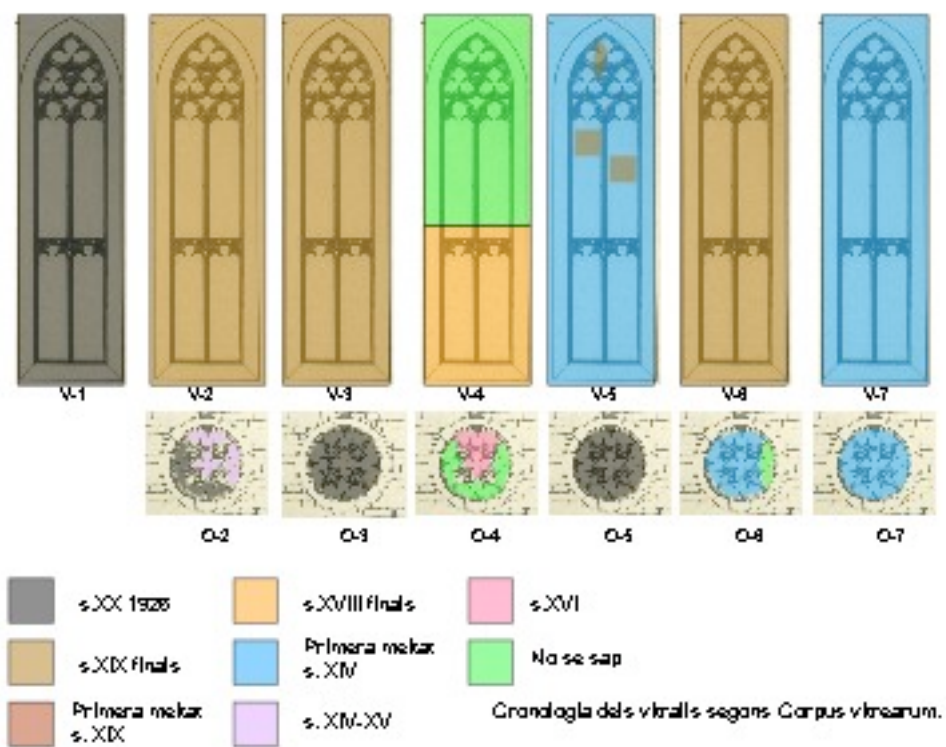 V-1 V-2 V-3 V-4 V-5 V-6 V-7
O-2 O-3 O-4 O-5 O-6 O-7
s.XX 1926
s.XVIII finals
s.XVI
s.XIX finals
Primera meitat
s. XIV
No se sap
Primera meitat
s. XIX
s. XIV-XV
Cronologia dels vitralls segons Corpus vitrearum.